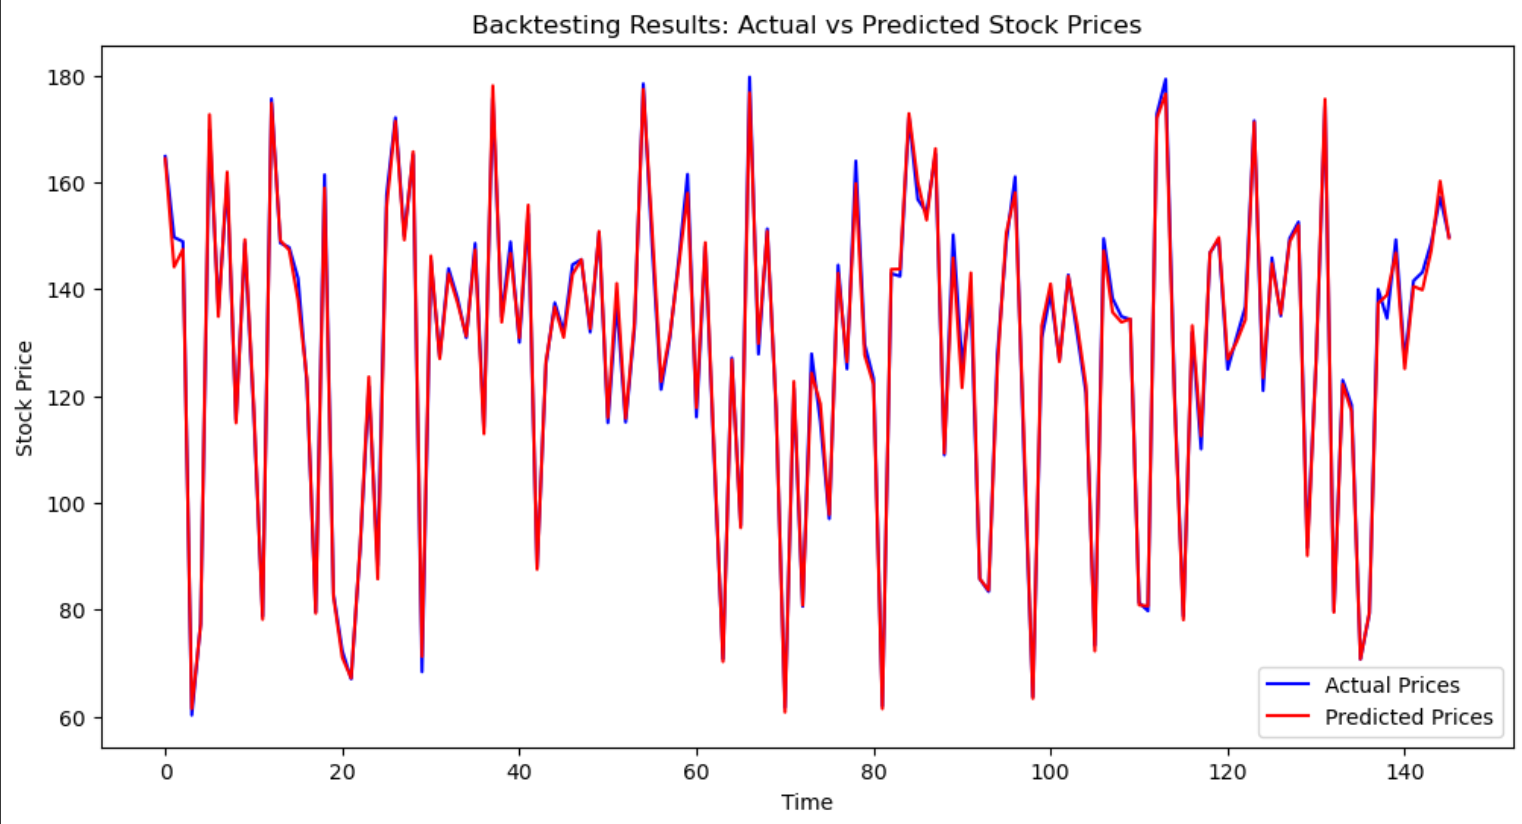 Backtesting Results: Actual vs Predicted Stock Prices
Stock Price
180
160
140
120
100
80
60
0 20 40 60 80 100 120 140
Time
Actual Prices
Predicted Prices